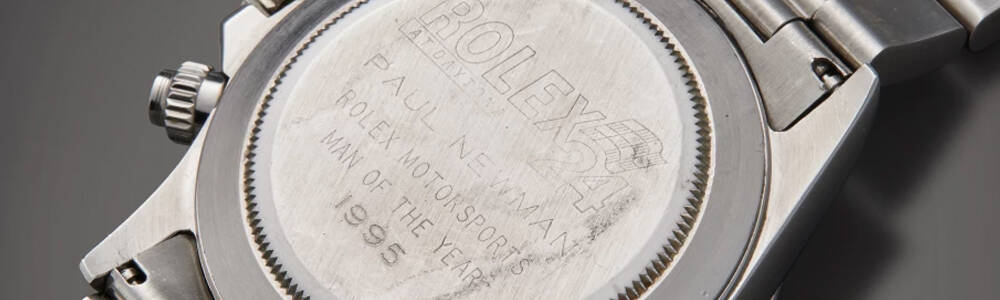 ROLEX
24
AT DAYTONA
PAUL NEWMAN
ROLEX MOTORSPORTS
MAN OF THE YEAR
1995